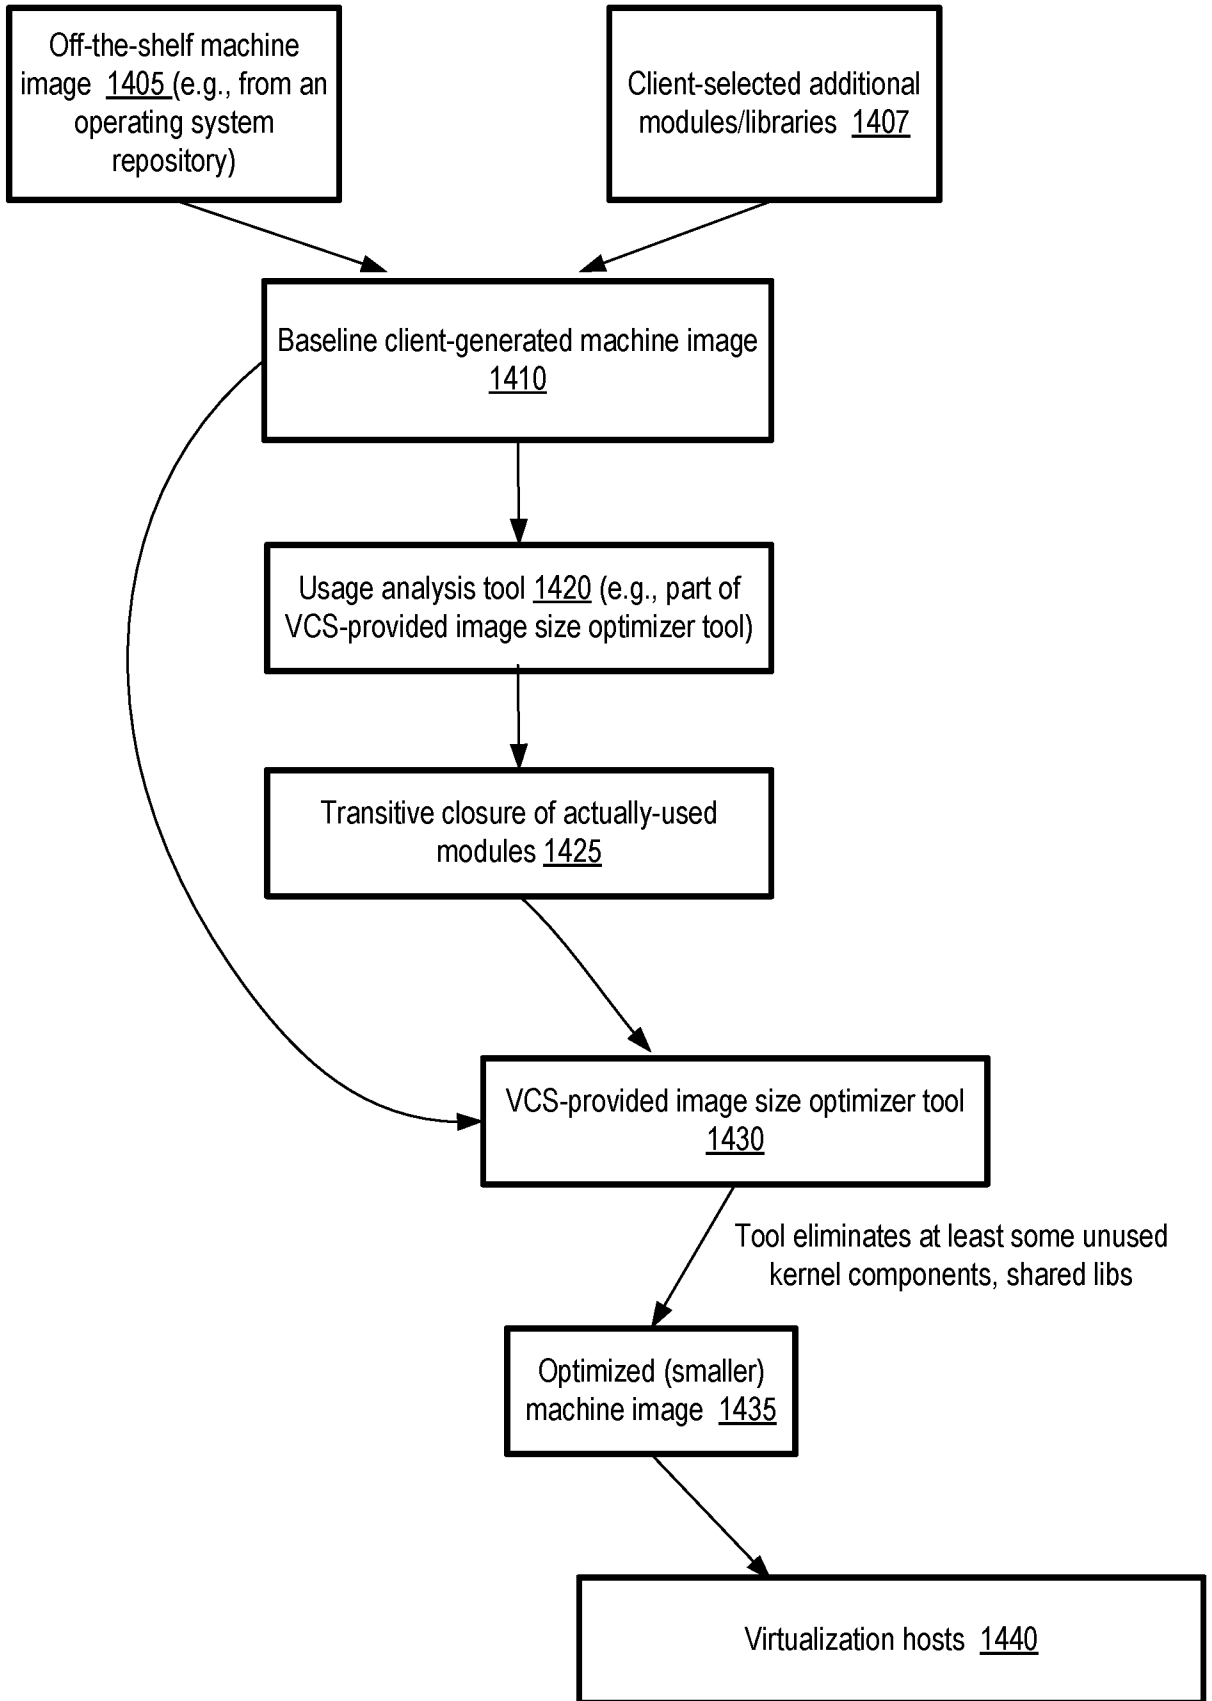 Off-the-shelf machine
image 1405 (e.g., from an
operating system
repository)
Client-selected additional
modules/libraries 1407
Baseline client-generated machine image
1410
Usage analysis tool 1420 (e.g., part of
VCS-provided image size optimizer tool)
Transitive closure of actually-used
modules 1425
VCS-provided image size optimizer tool
1430
Tool eliminates at least some unused
kernel components, shared libs
Optimized (smaller)
machine image 1435
Virtualization hosts 1440